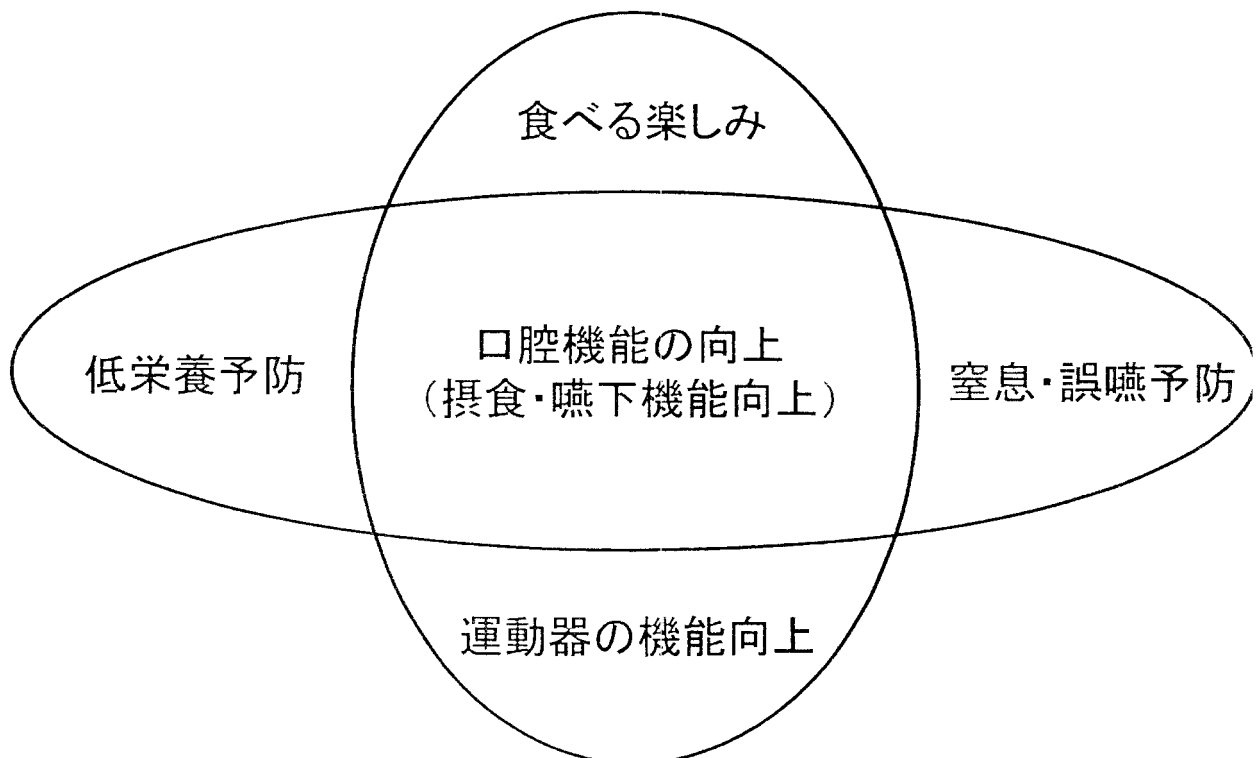 食べる楽しみ
低栄養予防
口腔機能の向上
（摂食・嚥下機能向上）
窒息・誤嚥予防
運動器の機能向上